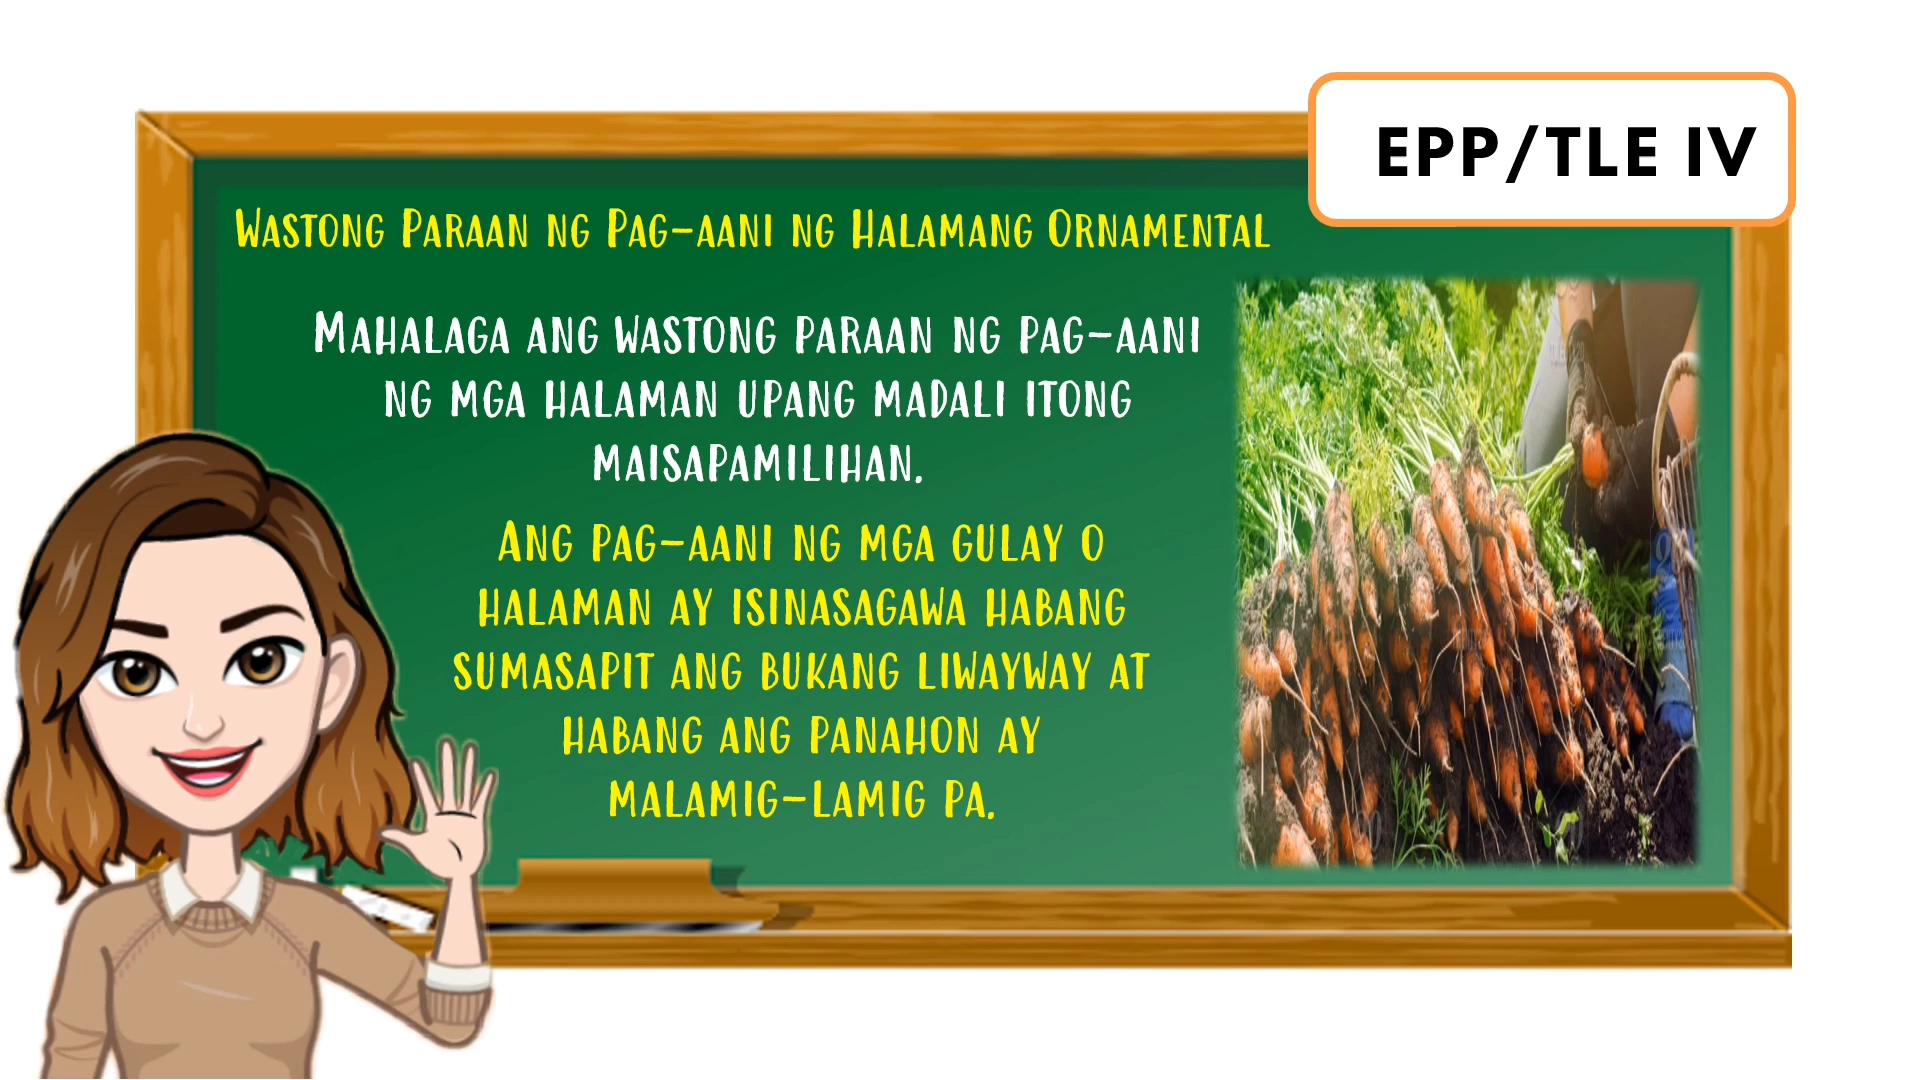 EPP/TLE IV
Wastong Paraan ng Pag-aani ng Halamang Ornamental
Mahalaga ang wastong paraan ng pag-aani
ng mga halaman upang madali itong
maisapamilihan.
Ang pag-aani ng mga gulay o
halaman ay isinasagawa habang
sumasapit ang bukang liwayway at
habang ang panahon ay
malamig-lamig pa.